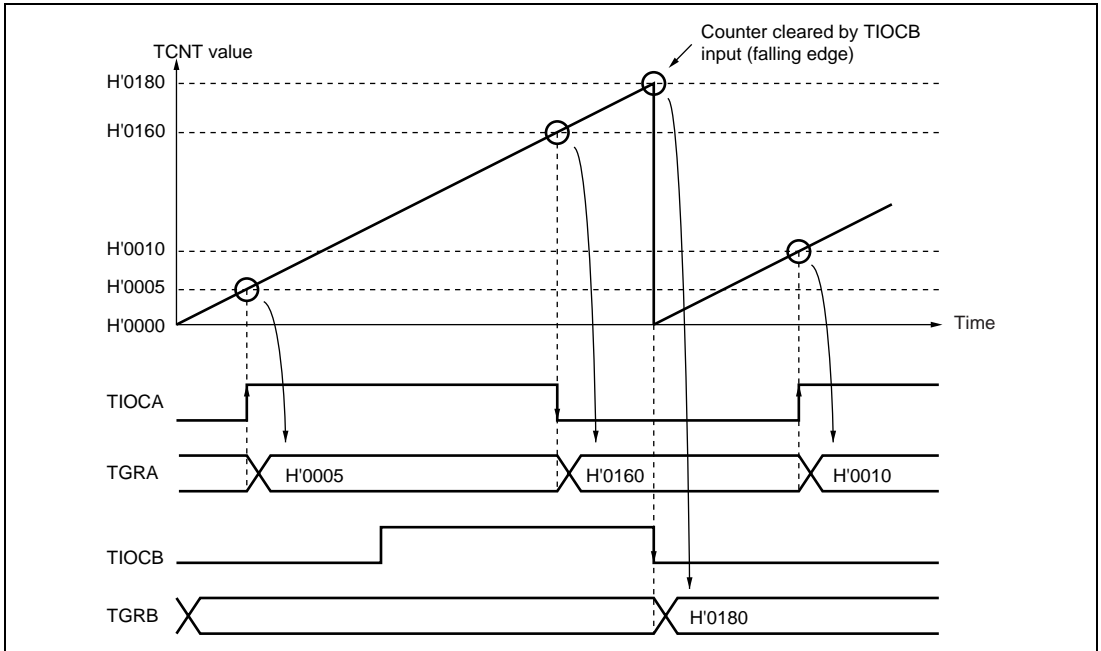 Counter cleared by TIOCB
input (falling edge)
TCNT value
H'0180
H'0160
H'0010
H'0005
H'0000
Time
TIOCA
TGRA
H'0005
H'0160
H'0010
TIOCB
TGRB
H'0180